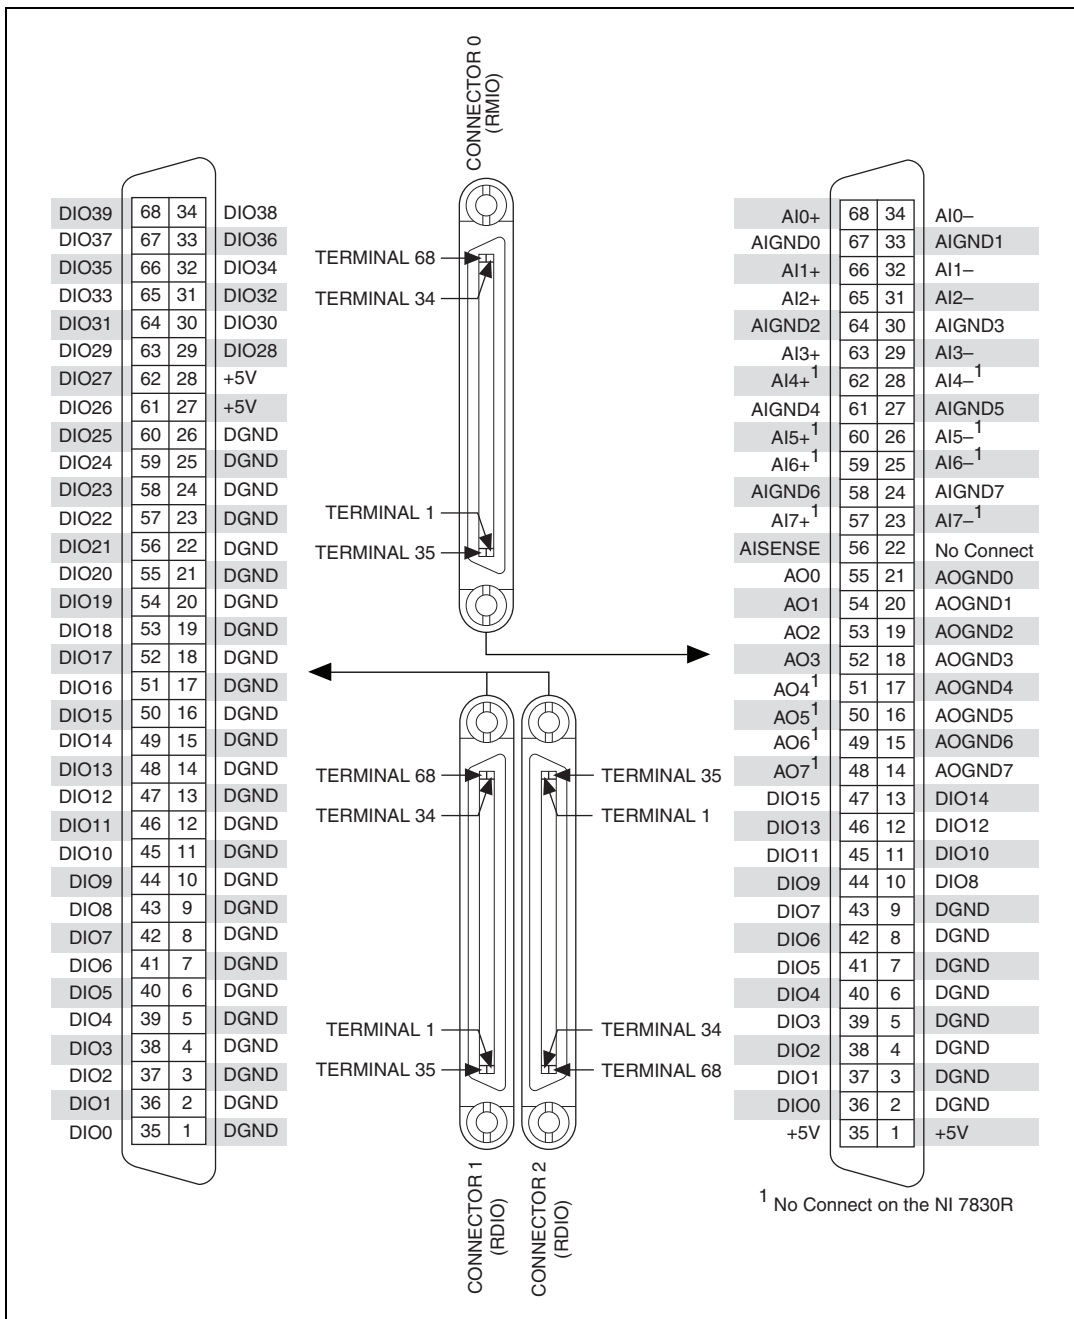 CONNECTOR 0
(RMIO)
DIO39 68 34 DIO38
DIO37 67 33 DIO36
DIO35 66 32 DIO34
DIO33 65 31 DIO32
DIO31 64 30 DIO30
DIO29 63 29 DIO28
DIO27 62 28 +5V
DIO26 61 27 +5V
DIO25 60 26 DGND
DIO24 59 25 DGND
DIO23 58 24 DGND
DIO22 57 23 DGND
DIO21 56 22 DGND
DIO20 55 21 DGND
DIO19 54 20 DGND
DIO18 53 19 DGND
DIO17 52 18 DGND
DIO16 51 17 DGND
DIO15 50 16 DGND
DIO14 49 15 DGND
DIO13 48 14 DGND
DIO12 47 13 DGND
DIO11 46 12 DGND
DIO10 45 11 DGND
DIO9 44 10 DGND
DIO8 43 9 DGND
DIO7 42 8 DGND
DIO6 41 7 DGND
DIO5 40 6 DGND
DIO4 39 5 DGND
DIO3 38 4 DGND
DIO2 37 3 DGND
DIO1 36 2 DGND
DIO0 35 1 DGND
TERMINAL 68
TERMINAL 34
TERMINAL 1
TERMINAL 35
TERMINAL 68
TERMINAL 34
TERMINAL 35
TERMINAL 1
TERMINAL 1
TERMINAL 35
TERMINAL 34
TERMINAL 68
CONNECTOR 1
(RDIO)
CONNECTOR 2
(RDIO)
AI0+ 68 34 AI0–
AIGND0 67 33 AIGND1
AI1+ 66 32 AI1–
AI2+ 65 31 AI2–
AIGND2 64 30 AIGND3
AI3+ 63 29 AI3–
AI4+¹ 62 28 AI4–¹
AIGND4 61 27 AIGND5
AI5+¹ 60 26 AI5–¹
AI6+¹ 59 25 AI6–¹
AIGND6 58 24 AIGND7
AI7+¹ 57 23 AI7–¹
AISENSE 56 22 No Connect
AO0 55 21 AOGND0
AO1 54 20 AOGND1
AO2 53 19 AOGND2
AO3 52 18 AOGND3
AO4¹ 51 17 AOGND4
AO5¹ 50 16 AOGND5
AO6¹ 49 15 AOGND6
AO7¹ 48 14 AOGND7
DIO15 47 13 DIO14
DIO13 46 12 DIO12
DIO11 45 11 DIO10
DIO9 44 10 DIO8
DIO7 43 9 DGND
DIO6 42 8 DGND
DIO5 41 7 DGND
DIO4 40 6 DGND
DIO3 39 5 DGND
DIO2 38 4 DGND
DIO1 37 3 DGND
DIO0 36 2 DGND
+5V 35 1 +5V
¹ No Connect on the NI 7830R